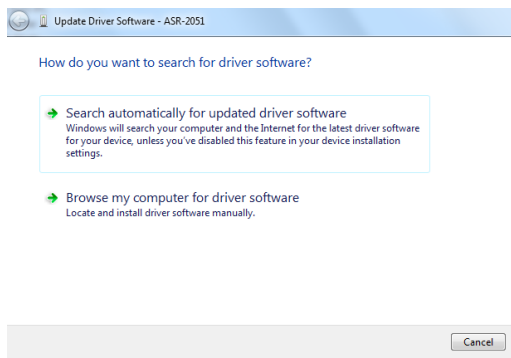 Update Driver Software - ASR-2051
How do you want to search for driver software?
Search automatically for updated driver software
Windows will search your computer and the Internet for the latest driver software
for your device, unless you've disabled this feature in your device installation
settings.
Browse my computer for driver software
Locate and install driver software manually.
Cancel